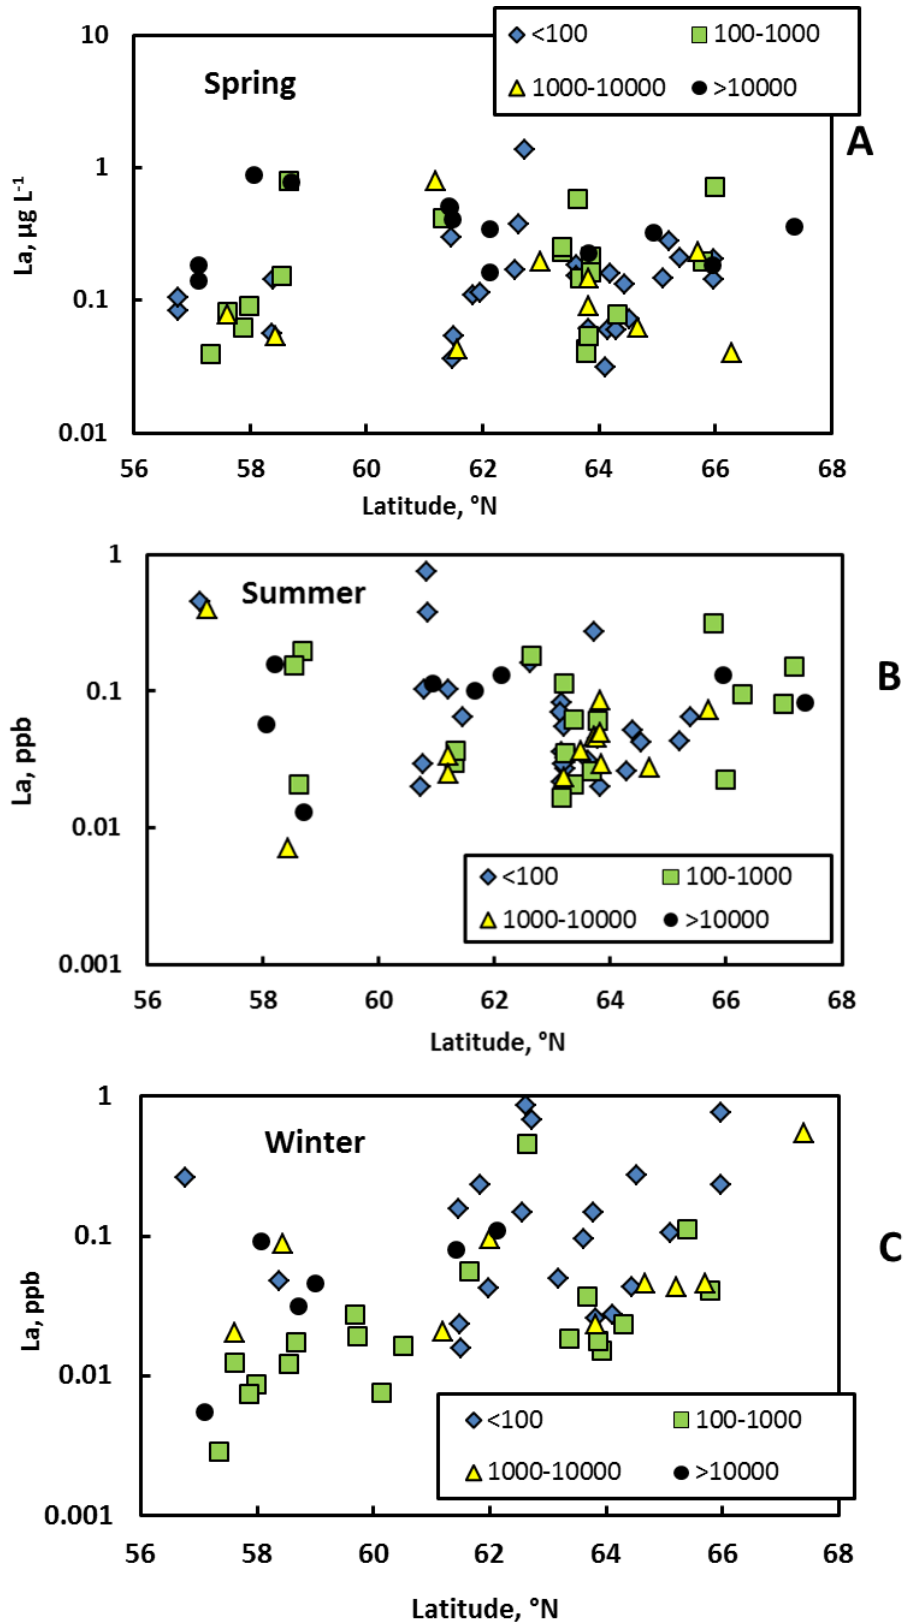 <100 100-1000
1000-10000 >10000
10
Spring
A
1
La, µg L⁻¹
0.1
0.01
56 58 60 62 64 66 68
Latitude, °N
1
Summer
B
0.1
La, ppb
0.01
<100 100-1000
1000-10000 >10000
0.001
56 58 60 62 64 66 68
Latitude, °N
1
Winter
0.1
C
La, ppb
0.01
<100 100-1000
1000-10000 >10000
0.001
56 58 60 62 64 66 68
Latitude, °N